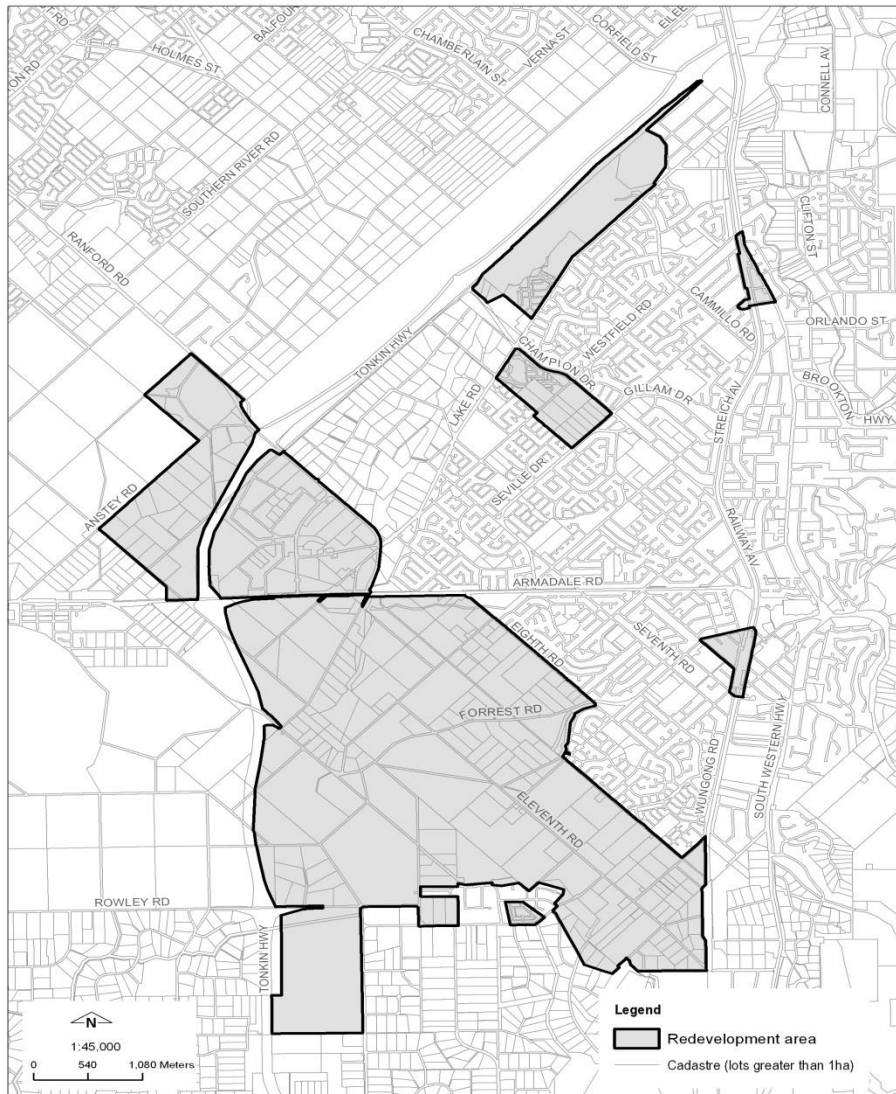 HOLMES ST
CHAMBERLAIN ST
VERNA ST
CORFIELD ST
CONNELL AV
SOUTHERN RIVER RD
RANFORD RD
CLIFTON ST
TONKIN HWY
WESTFIELD RD
CAMMILLO RD
ORLANDO ST
CHAMPION DR
LAKE RD
GILLAM DR
STREICH AV
BROOKTON
HWY
SEVILLE DR
ANSTEY RD
RAILWAY AV
ARMADALE RD
EIGHTH RD
SEVENTH RD
FORREST RD
WUNGONG RD
SOUTH WESTERN HWY
ELEVENTH RD
ROWLEY RD
TONKIN HWY
N
1:45,000
0 540 1,080 Meters
Legend
Redevelopment area
Cadastre (lots greater than 1ha)